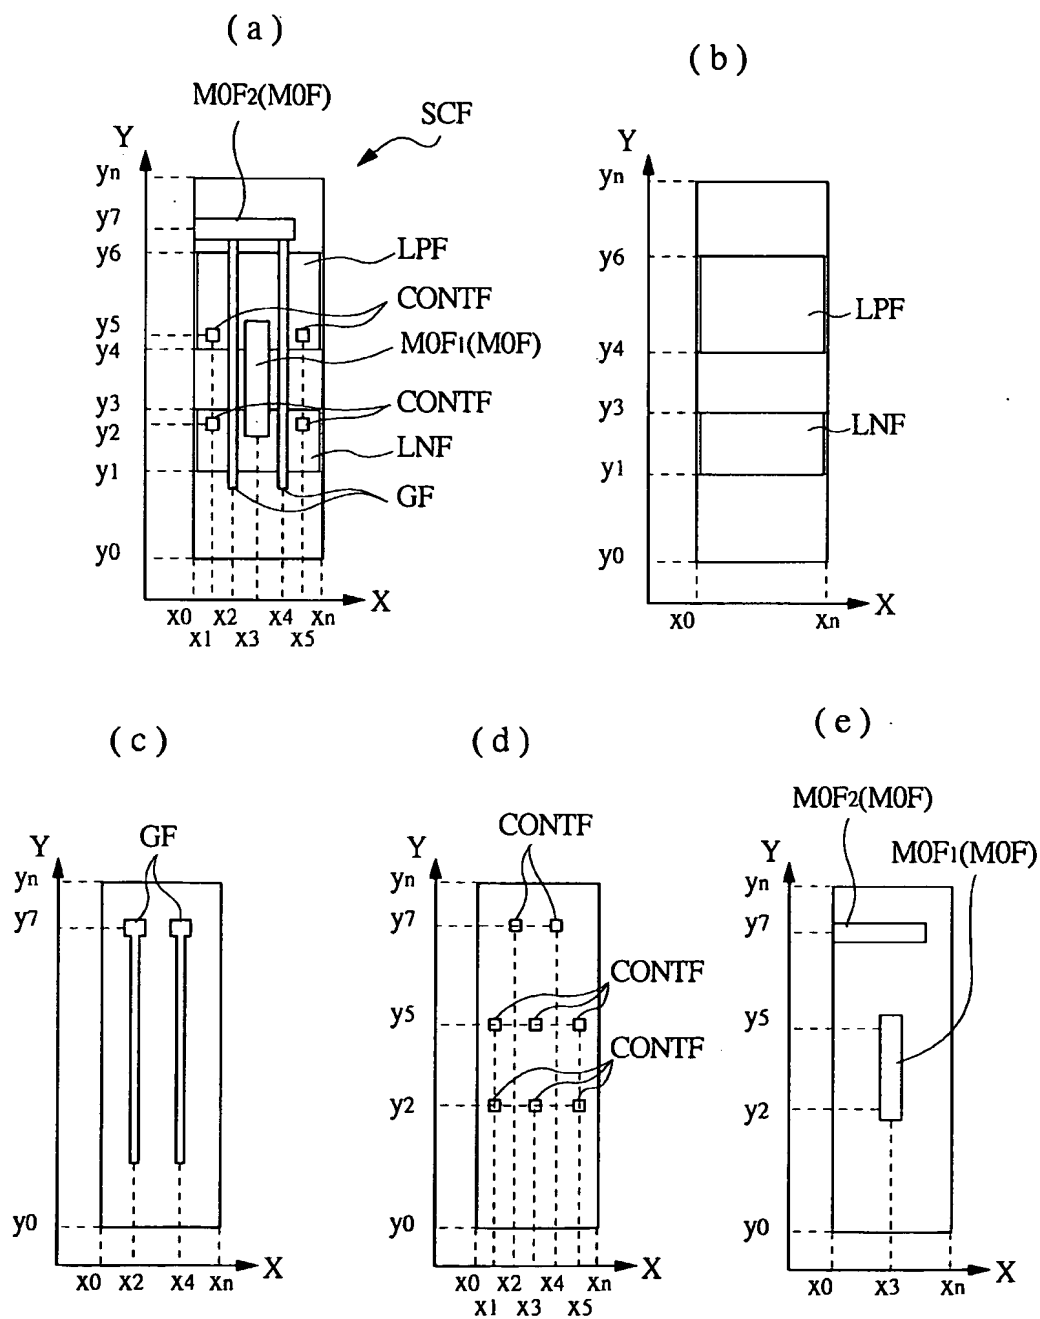 (a)
M0F2(M0F)
SCF
Y
yn
y7
y6
y5
y4
y3
y2
y1
y0
LPF
CONTF
M0F1(M0F)
CONTF
LNF
GF
X
x0 x2 x4 xn
x1 x3 x5
(b)
Y
yn
y6
y4
y3
y1
y0
LPF
LNF
X
x0 xn
(c)
GF
Y
yn
y7
y0
X
x0 x2 x4 xn
(d)
CONTF
Y
yn
y7
CONTF
y5
CONTF
y2
y0
X
x0 x2 x4 xn
x1 x3 x5
(e)
M0F2(M0F)
M0F1(M0F)
Y
yn
y7
y5
y2
y0
X
x0 x3 xn